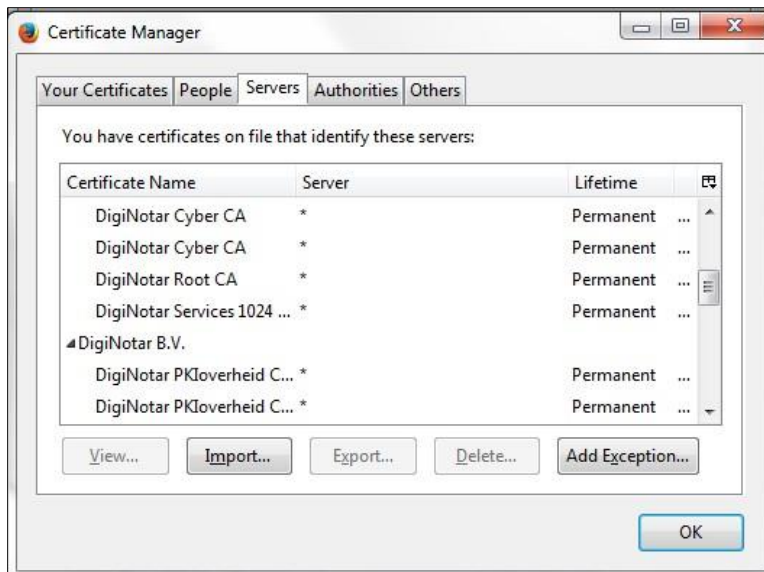 Certificate Manager
Your Certificates People Servers Authorities Others
You have certificates on file that identify these servers:
Certificate Name Server Lifetime
DigiNotar Cyber CA * Permanent ...
DigiNotar Cyber CA * Permanent ...
DigiNotar Root CA * Permanent ...
DigiNotar Services 1024 ... * Permanent ...
DigiNotar B.V.
DigiNotar PKIoverheid C... * Permanent ...
DigiNotar PKIoverheid C... * Permanent ...
View... Import... Export... Delete... Add Exception...
OK